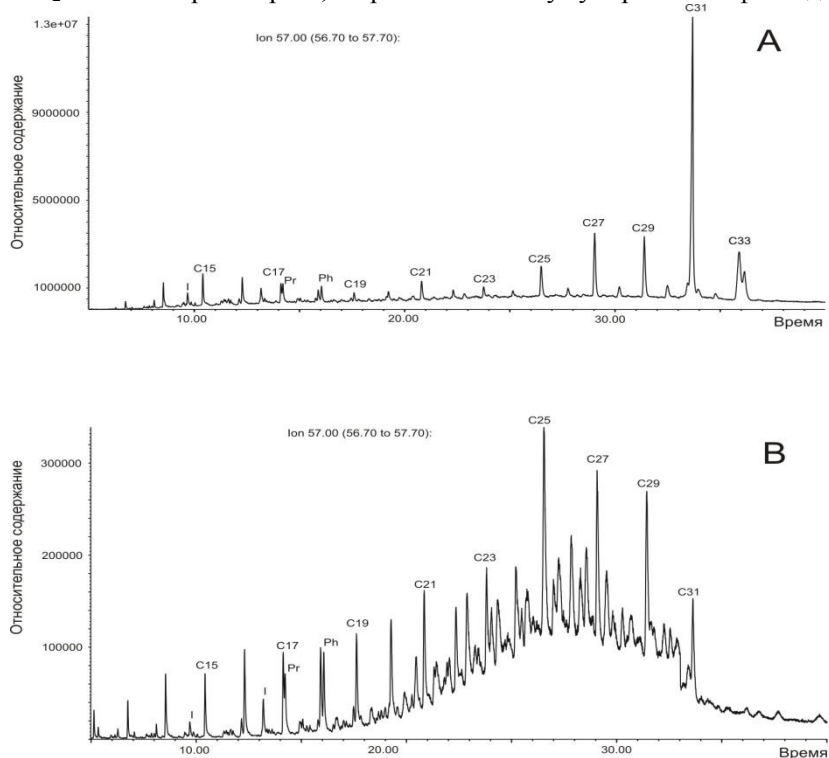 1.3e+07
C31
A
Ion 57.00 (56.70 to 57.70):
Относительное содержание
9000000
5000000
1000000
I
C15
C17
Pr
Ph
C19
C21
C23
C25
C27
C29
C33
10.00
20.00
30.00
Время
C25
B
Ion 57.00 (56.70 to 57.70):
Относительное содержание
300000
200000
100000
I
C15
I
C17
Pr
Ph
C19
C21
C23
C27
C29
C31
10.00
20.00
30.00
Время